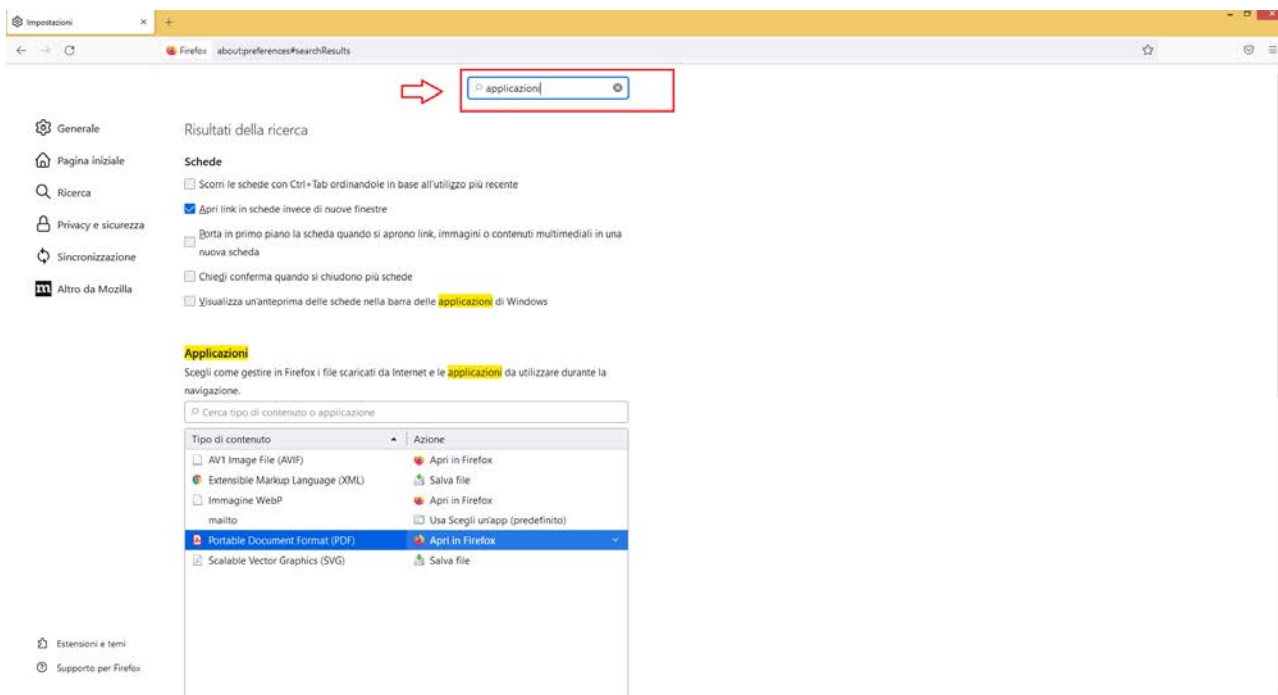 Impostazioni
Firefox about:preferences#searchResults
applicazioni
Generale
Pagina iniziale
Ricerca
Privacy e sicurezza
Sincronizzazione
Altro da Mozilla
Risultati della ricerca
Schede
Scorri le schede con Ctrl+Tab ordinandole in base all'utilizzo più recente
Apri link in schede invece di nuove finestre
Porta in primo piano la scheda quando si aprono link, immagini o contenuti multimediali in una
nuova scheda
Chiedi conferma quando si chiudono più schede
Visualizza un'anteprima delle schede nella barra delle applicazioni di Windows
Applicazioni
Scegli come gestire in Firefox i file scaricati da Internet e le applicazioni da utilizzare durante la
navigazione.
Cerca tipo di contenuto o applicazione
Tipo di contenuto Azione
AV1 Image File (AVIF) Apri in Firefox
Extensible Markup Language (XML) Salva file
Immagine WebP Apri in Firefox
mailto Usa Scegli un'app (predefinito)
Portable Document Format (PDF) Apri in Firefox
Scalable Vector Graphics (SVG) Salva file
Estensioni e temi
Supporto per Firefox